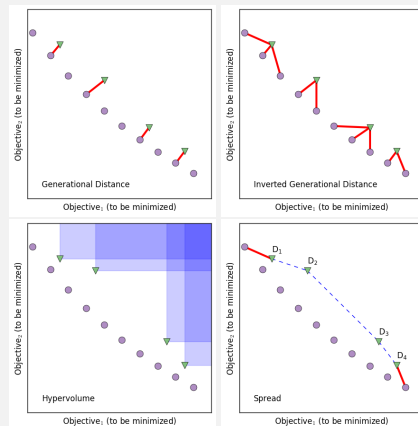 Objective₂ (to be minimized)
Generational Distance
Objective₁ (to be minimized)
Objective₂ (to be minimized)
Inverted Generational Distance
Objective₁ (to be minimized)
Objective₂ (to be minimized)
Hypervolume
Objective₁ (to be minimized)
Objective₂ (to be minimized)
D₁
D₂
D₃
D₄
Spread
Objective₁ (to be minimized)